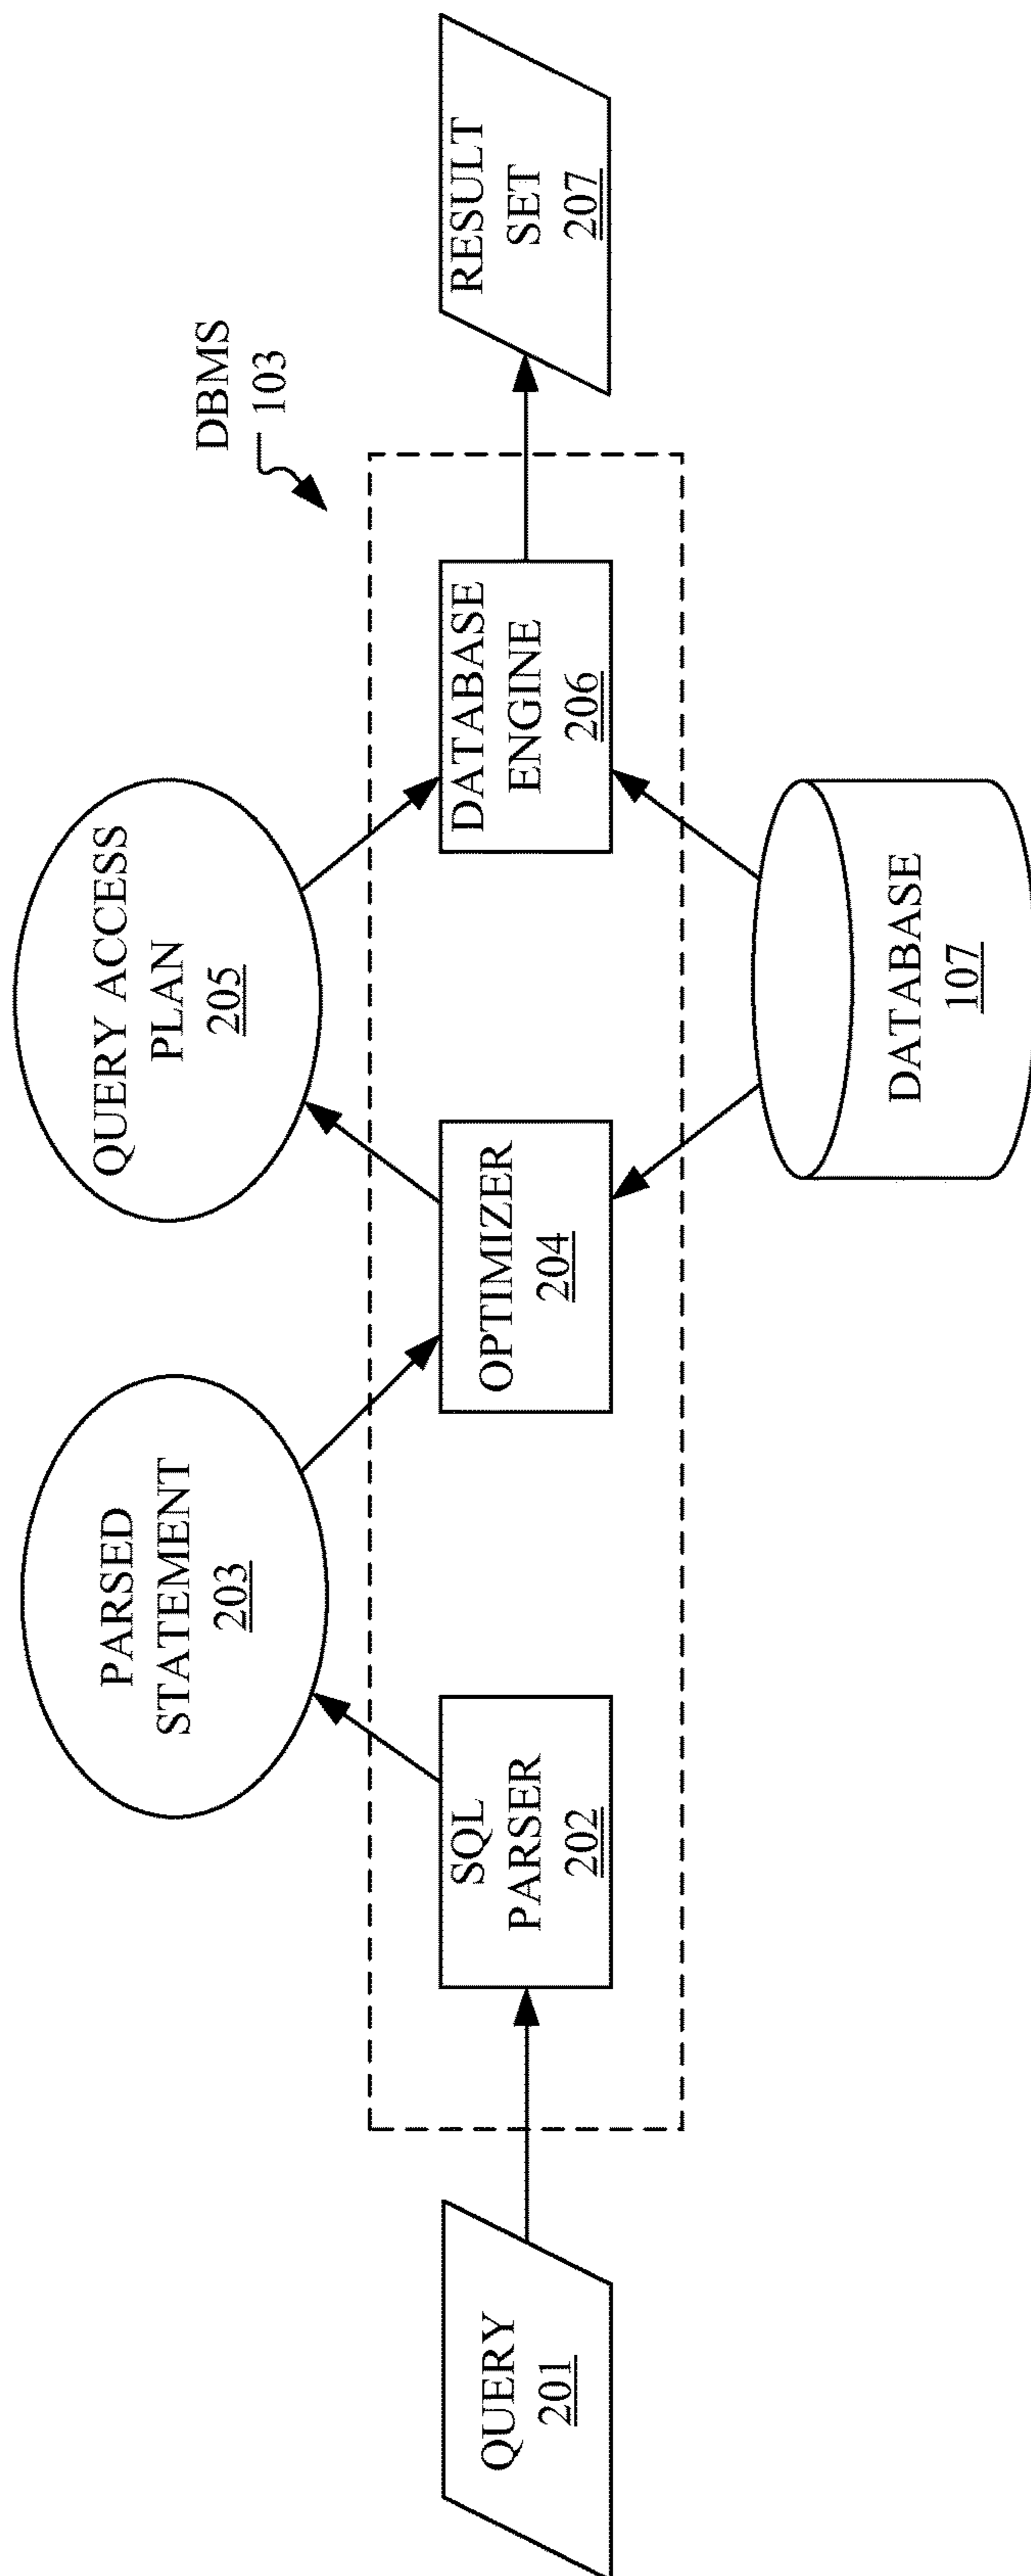 DBMS
103
PARSED
STATEMENT
203
QUERY ACCESS
PLAN
205
QUERY
201
SQL
PARSER
202
OPTIMIZER
204
DATABASE
ENGINE
206
RESULT
SET
207
DATABASE
107